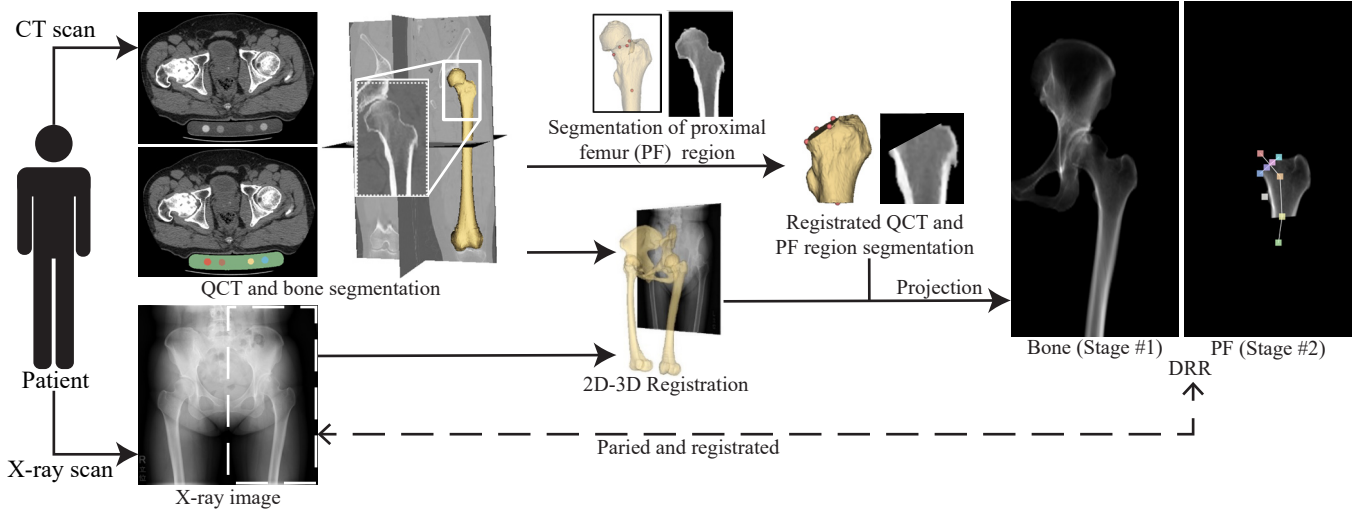 CT scan
Patient
X-ray scan
QCT and bone segmentation
X-ray image
Segmentation of proximal
femur (PF) region
2D-3D Registration
Registrated QCT and
PF region segmentation
Projection
Bone (Stage #1)
PF (Stage #2)
DRR
Paried and registrated